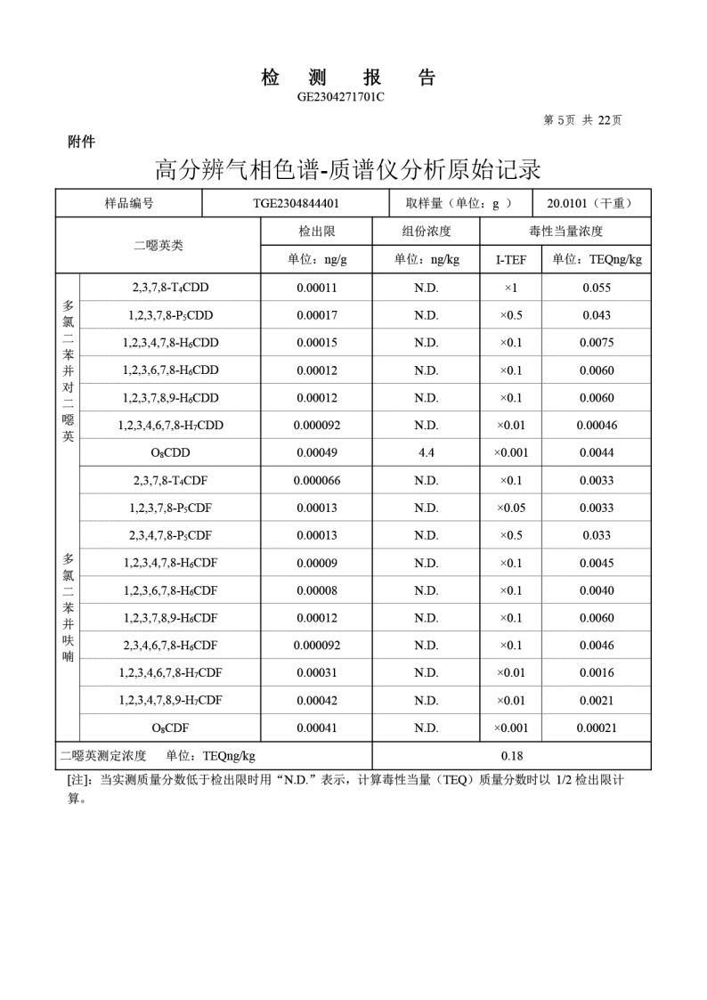 检 测 报 告
GE2304271701C
第 5页 共 22页
附件
高分辨气相色谱-质谱仪分析原始记录
样品编号 TGE2304844401 取样量（单位：g ） 20.0101（干重）
二噁英类 检出限 组份浓度 毒性当量浓度
单位：ng/g 单位：ng/kg I-TEF 单位：TEQng/kg
多氯二苯并对二噁英
2,3,7,8-T₄CDD 0.00011 N.D. ×1 0.055
1,2,3,7,8-P₅CDD 0.00017 N.D. ×0.5 0.043
1,2,3,4,7,8-H₆CDD 0.00015 N.D. ×0.1 0.0075
1,2,3,6,7,8-H₆CDD 0.00012 N.D. ×0.1 0.0060
1,2,3,7,8,9-H₆CDD 0.00012 N.D. ×0.1 0.0060
1,2,3,4,6,7,8-H₇CDD 0.000092 N.D. ×0.01 0.00046
O₈CDD 0.00049 4.4 ×0.001 0.0044
多氯二苯并呋喃
2,3,7,8-T₄CDF 0.000066 N.D. ×0.1 0.0033
1,2,3,7,8-P₅CDF 0.00013 N.D. ×0.05 0.0033
2,3,4,7,8-P₅CDF 0.00013 N.D. ×0.5 0.033
1,2,3,4,7,8-H₆CDF 0.00009 N.D. ×0.1 0.0045
1,2,3,6,7,8-H₆CDF 0.00008 N.D. ×0.1 0.0040
1,2,3,7,8,9-H₆CDF 0.00012 N.D. ×0.1 0.0060
2,3,4,6,7,8-H₆CDF 0.000092 N.D. ×0.1 0.0046
1,2,3,4,6,7,8-H₇CDF 0.00031 N.D. ×0.01 0.0016
1,2,3,4,7,8,9-H₇CDF 0.00042 N.D. ×0.01 0.0021
O₈CDF 0.00041 N.D. ×0.001 0.00021
二噁英测定浓度 单位：TEQng/kg 0.18
[注]：当实测质量分数低于检出限时用“N.D.”表示，计算毒性当量（TEQ）质量分数时以 1/2 检出限计
算。